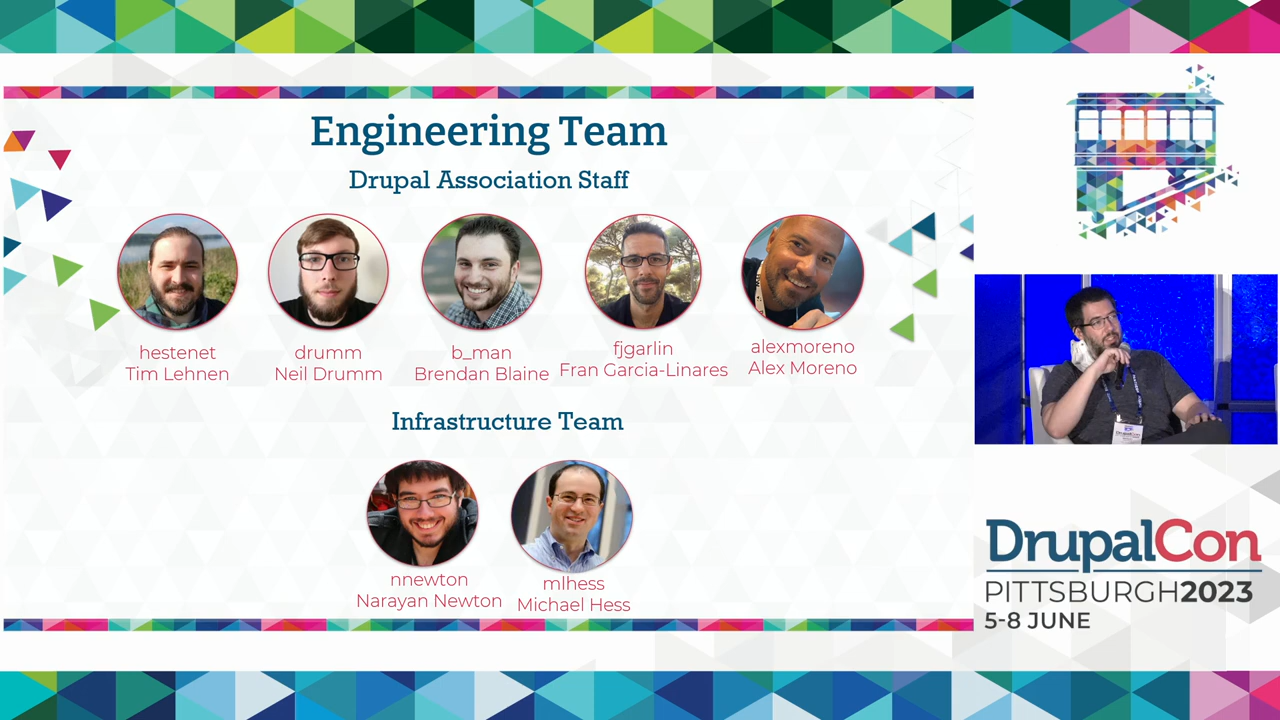 Engineering Team
Drupal Association Staff
hestenet
Tim Lehnen
drumm
Neil Drumm
b_man
Brendan Blaine
fjgarlin
Fran Garcia-Linares
alexmoreno
Alex Moreno
Infrastructure Team
nnewton
Narayan Newton
mlhess
Michael Hess
DrupalCon
PITTSBURGH2023
5-8 JUNE